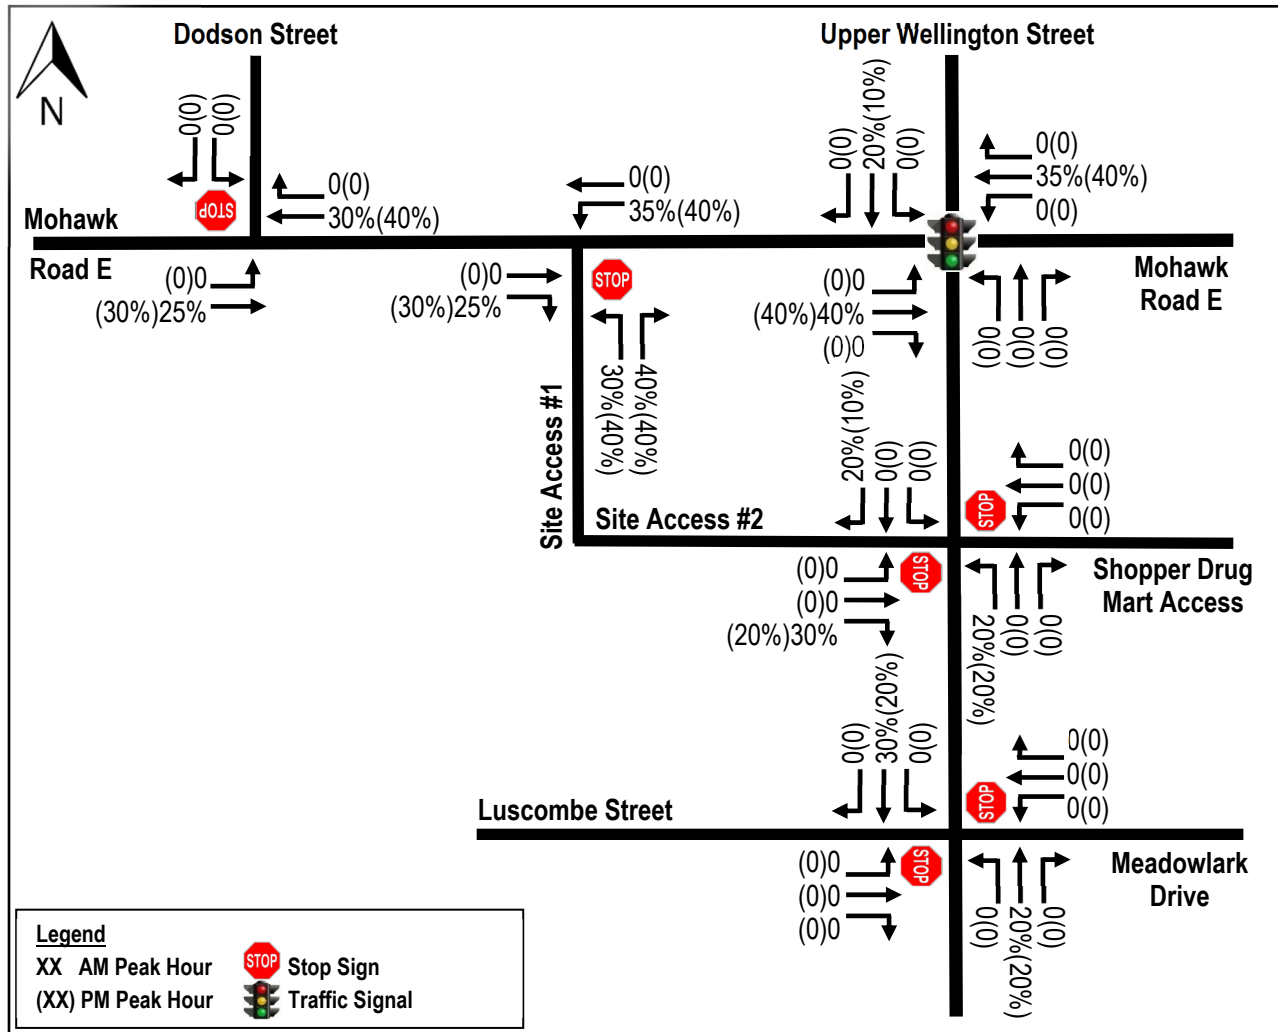 Dodson Street
Upper Wellington Street
N
0(0)
0(0)
0(0)
20%(10%)
0(0)
0(0)
35%(40%)
0(0)
0(0)
30%(40%)
0(0)
35%(40%)
STOP
Mohawk
Road E
(0)0
(30%)25%
(0)0
(30%)25%
STOP
(0)0
(40%)40%
(0)0
Mohawk
Road E
0(0)
0(0)
0(0)
30%(40%)
40%(40%)
Site Access #1
Site Access #2
20%(10%)
0(0)
0(0)
0(0)
0(0)
0(0)
STOP
STOP
(0)0
(0)0
(20%)30%
Shopper Drug
Mart Access
20%(20%)
0(0)
0(0)
0(0)
30%(20%)
0(0)
0(0)
0(0)
0(0)
STOP
Luscombe Street
STOP
(0)0
(0)0
(0)0
Meadowlark
Drive
0(0)
20%(20%)
0(0)
Legend
XX AM Peak Hour
STOP Stop Sign
(XX) PM Peak Hour
Traffic Signal